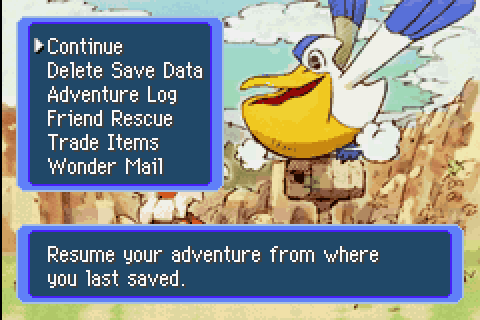 Continue
Delete Save Data
Adventure Log
Friend Rescue
Trade Items
Wonder Mail
Resume your adventure from where
you last saved.